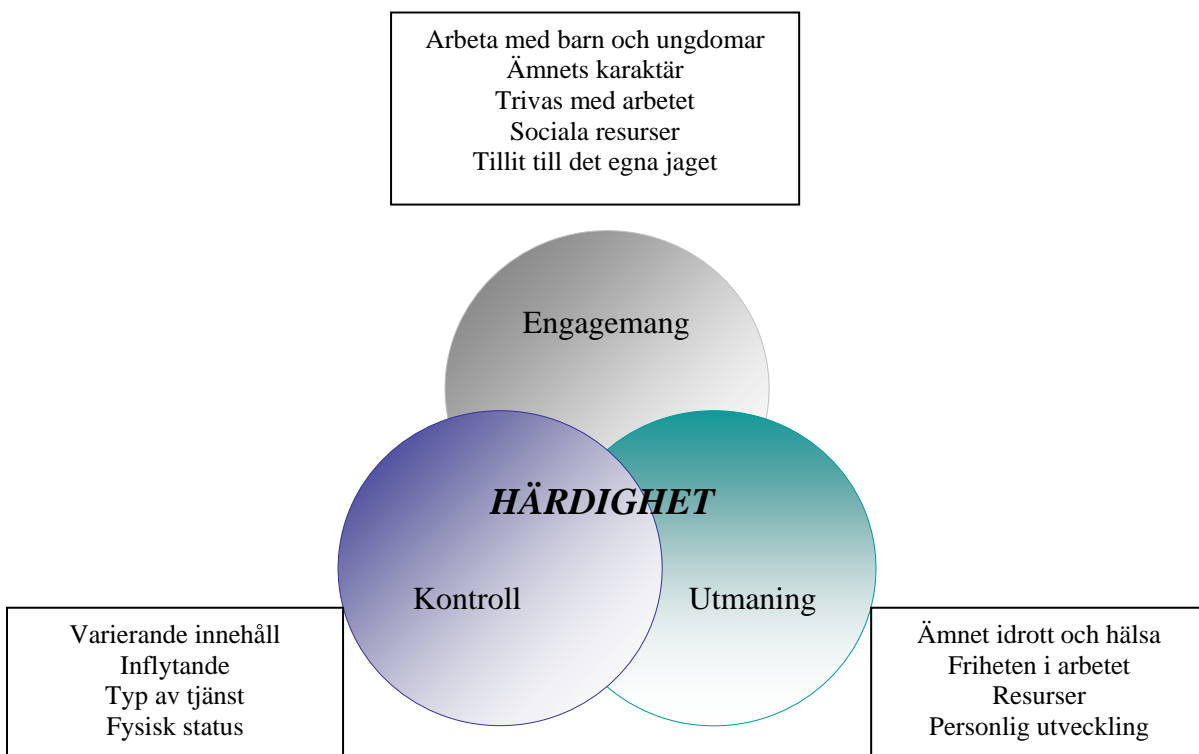 Arbeta med barn och ungdomar
Ämnets karaktär
Trivas med arbetet
Sociala resurser
Tillit till det egna jaget
Engagemang
HÄRDIGHET
Kontroll
Utmaning
Varierande innehåll
Inflytande
Typ av tjänst
Fysisk status
Ämnet idrott och hälsa
Friheten i arbetet
Resurser
Personlig utveckling